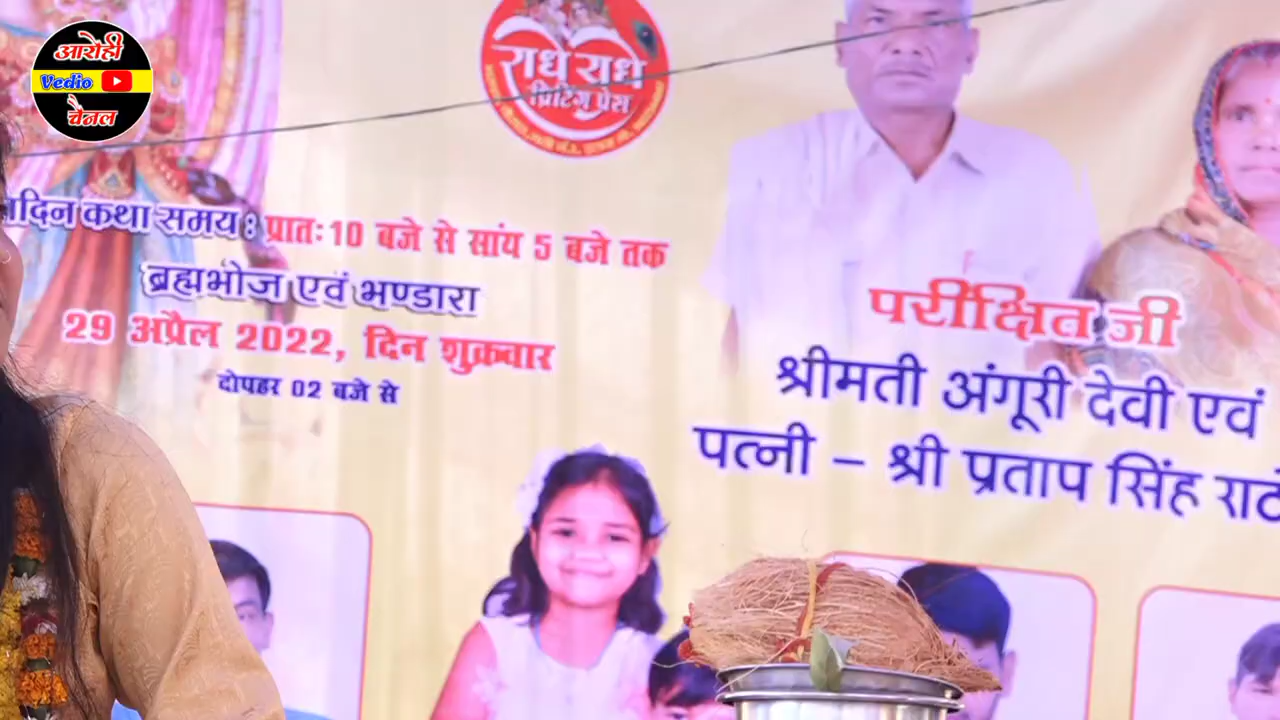 आरोही
Vedio
चैनल
राधे राधे
प्रिंटिंग प्रेस
कथा समय : प्रातः 10 बजे से सांय 5 बजे तक
ब्रह्मभोज एवं भण्डारा
29 अप्रैल 2022, दिन शुक्रवार
दोपहर 02 बजे से
परीक्षित जी
श्रीमती अंगूरी देवी एवं
पत्नी – श्री प्रताप सिंह